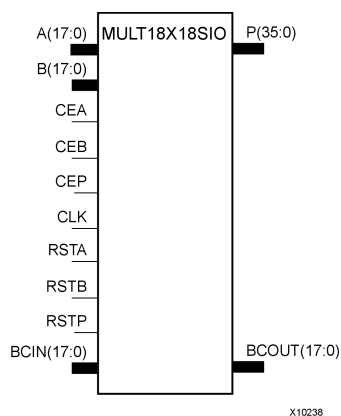 A(17:0) MULT18X18SIO P(35:0)
B(17:0)
CEA
CEB
CEP
CLK
RSTA
RSTB
RSTP
BCIN(17:0) BCOUT(17:0)
X10238